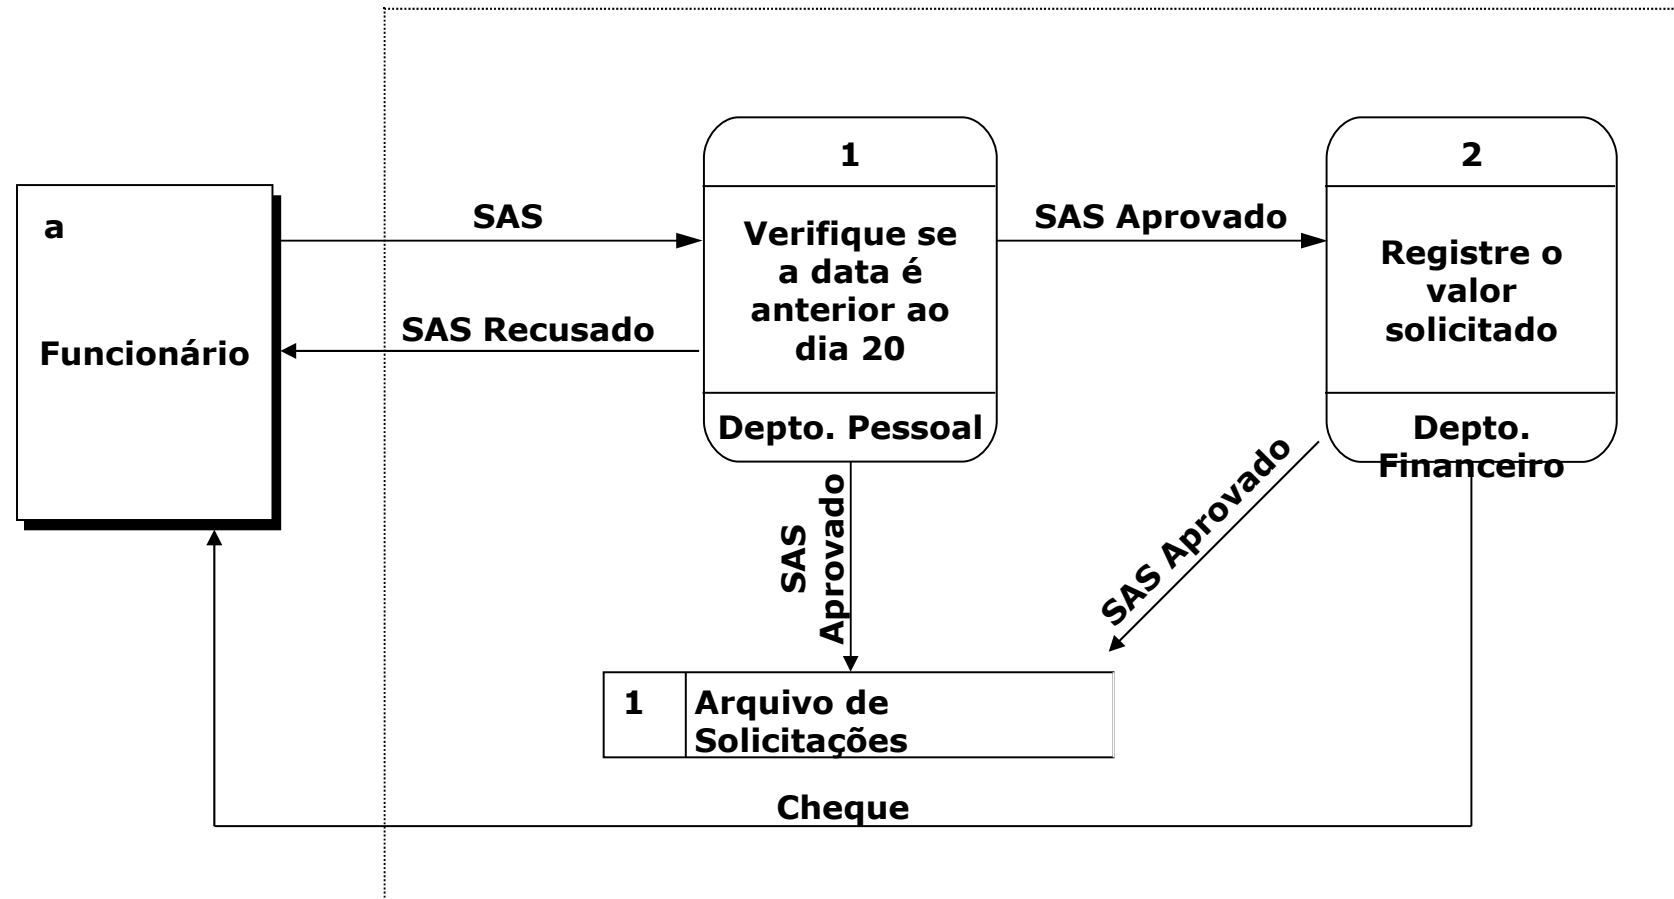 a
Funcionário
SAS
SAS Recusado
1
Verifique se
a data é
anterior ao
dia 20
Depto. Pessoal
SAS Aprovado
2
Registre o
valor
solicitado
Depto.
Financeiro
SAS
Aprovado
SAS Aprovado
1
Arquivo de
Solicitações
Cheque